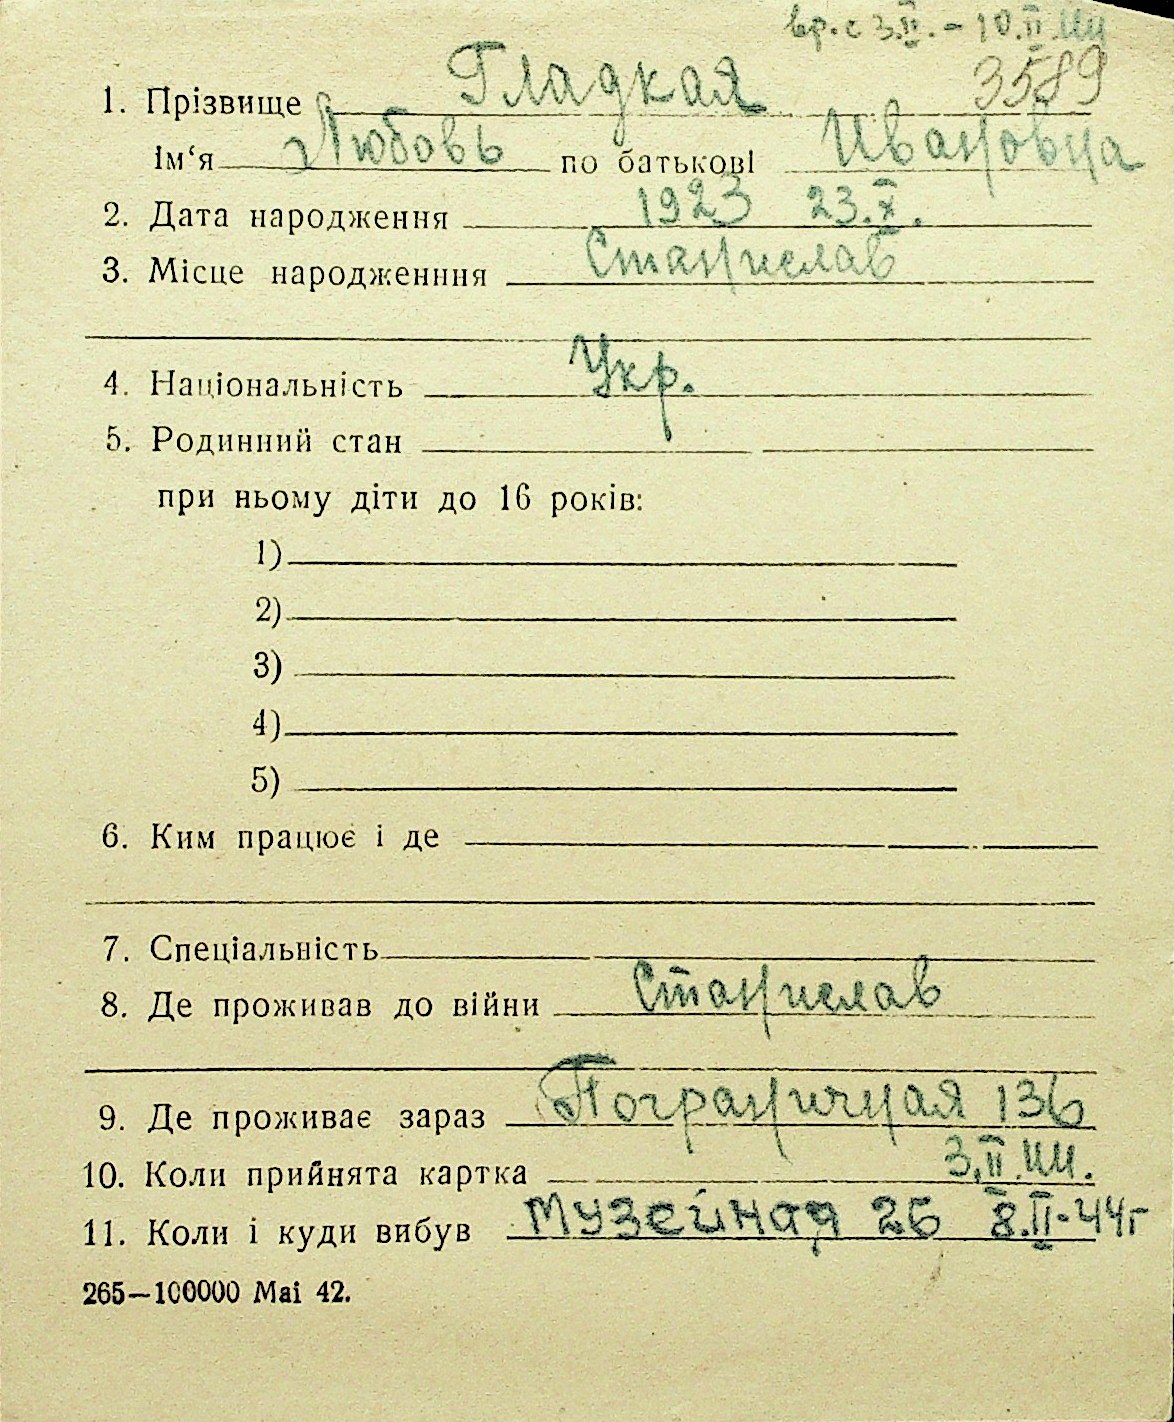 вр. с 3.II. - 10.II.44
3589
1. Прізвище Гладкая
Ім‘я Любовь по батькові Ивановна
2. Дата народження 1923 23.X.
3. Місце народженння Станислав
4. Національність Укр.
5. Родинний стан
при ньому діти до 16 років:
1)
2)
3)
4)
5)
6. Ким працює і де
7. Спеціальність
8. Де проживав до війни Станислав
9. Де проживає зараз Пограничная 136
10. Коли прийнята картка 3.II.44.
11. Коли і куди вибув Музейная 26 8.II.44г
265—100000 Mai 42.